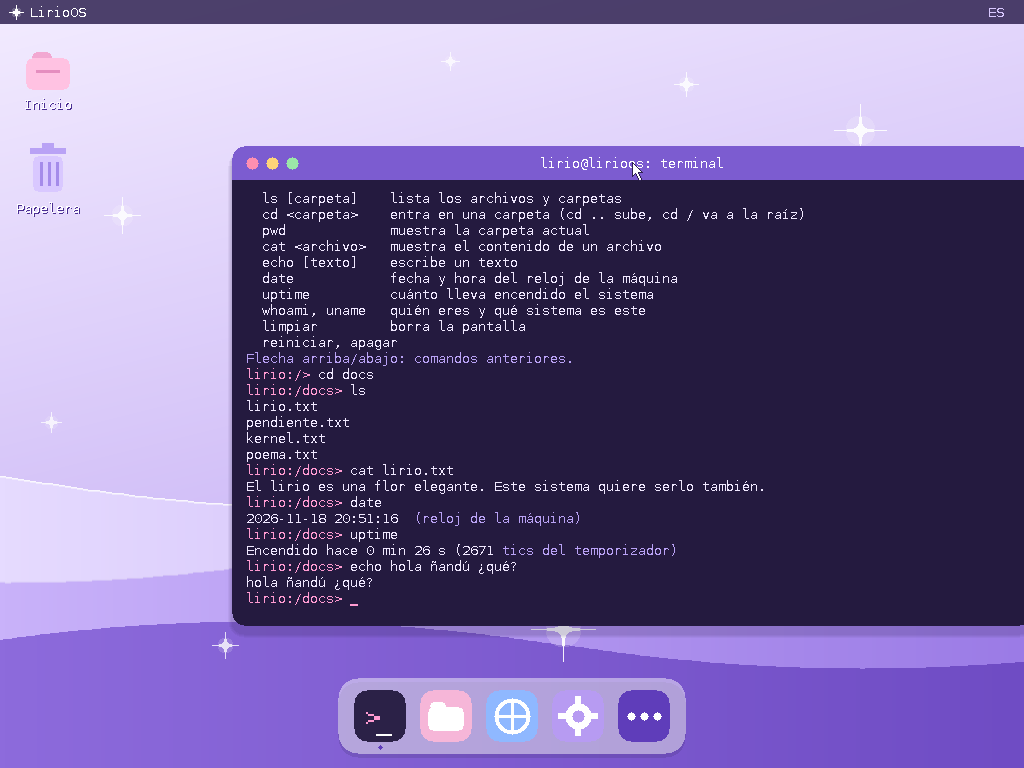 LirioOS
ES
Inicio
Papelera
lirio@lirioos: terminal
ls [carpeta] lista los archivos y carpetas
cd <carpeta> entra en una carpeta (cd .. sube, cd / va a la raíz)
pwd muestra la carpeta actual
cat <archivo> muestra el contenido de un archivo
echo [texto] escribe un texto
date fecha y hora del reloj de la máquina
uptime cuánto lleva encendido el sistema
whoami, uname quién eres y qué sistema es este
limpiar borra la pantalla
reiniciar, apagar
Flecha arriba/abajo: comandos anteriores.
lirio:/> cd docs
lirio:/docs> ls
lirio.txt
pendiente.txt
kernel.txt
poema.txt
lirio:/docs> cat lirio.txt
El lirio es una flor elegante. Este sistema quiere serlo también.
lirio:/docs> date
2026-11-18 20:51:16 (reloj de la máquina)
lirio:/docs> uptime
Encendido hace 0 min 26 s (2671 tics del temporizador)
lirio:/docs> echo hola ñandú ¿qué?
hola ñandú ¿qué?
lirio:/docs> _
>_